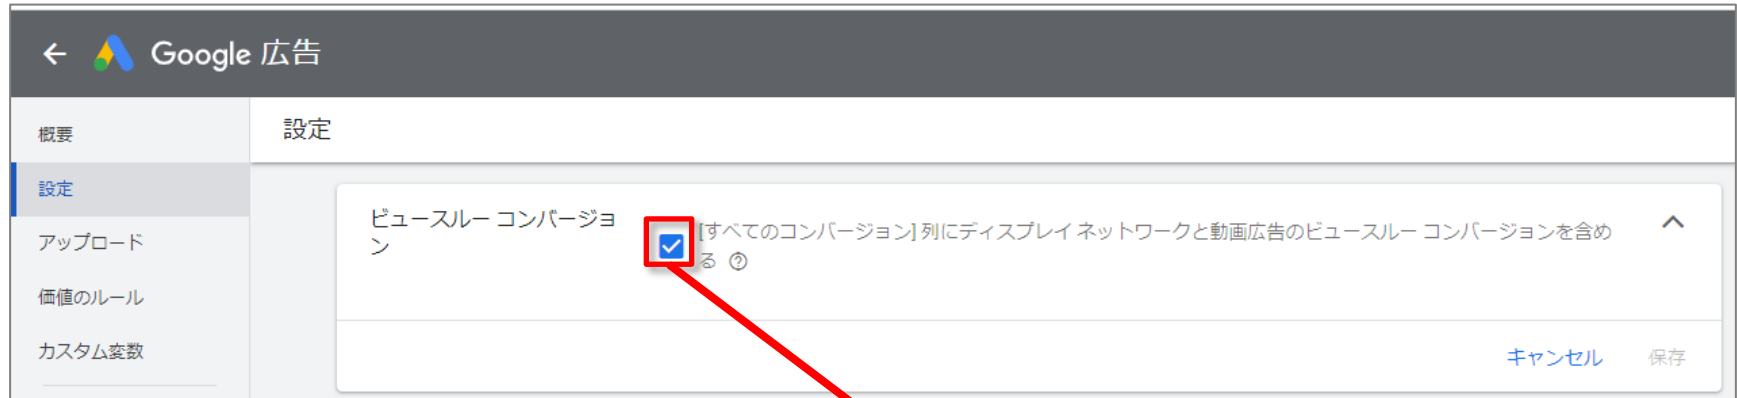 Google 広告
概要
設定
設定
アップロード
価値のルール
カスタム変数
ビュースルー コンバージョ
ン
[すべてのコンバージョン] 列にディスプレイ ネットワークと動画広告のビュースルー コンバージョンを含め
る
キャンセル 保存